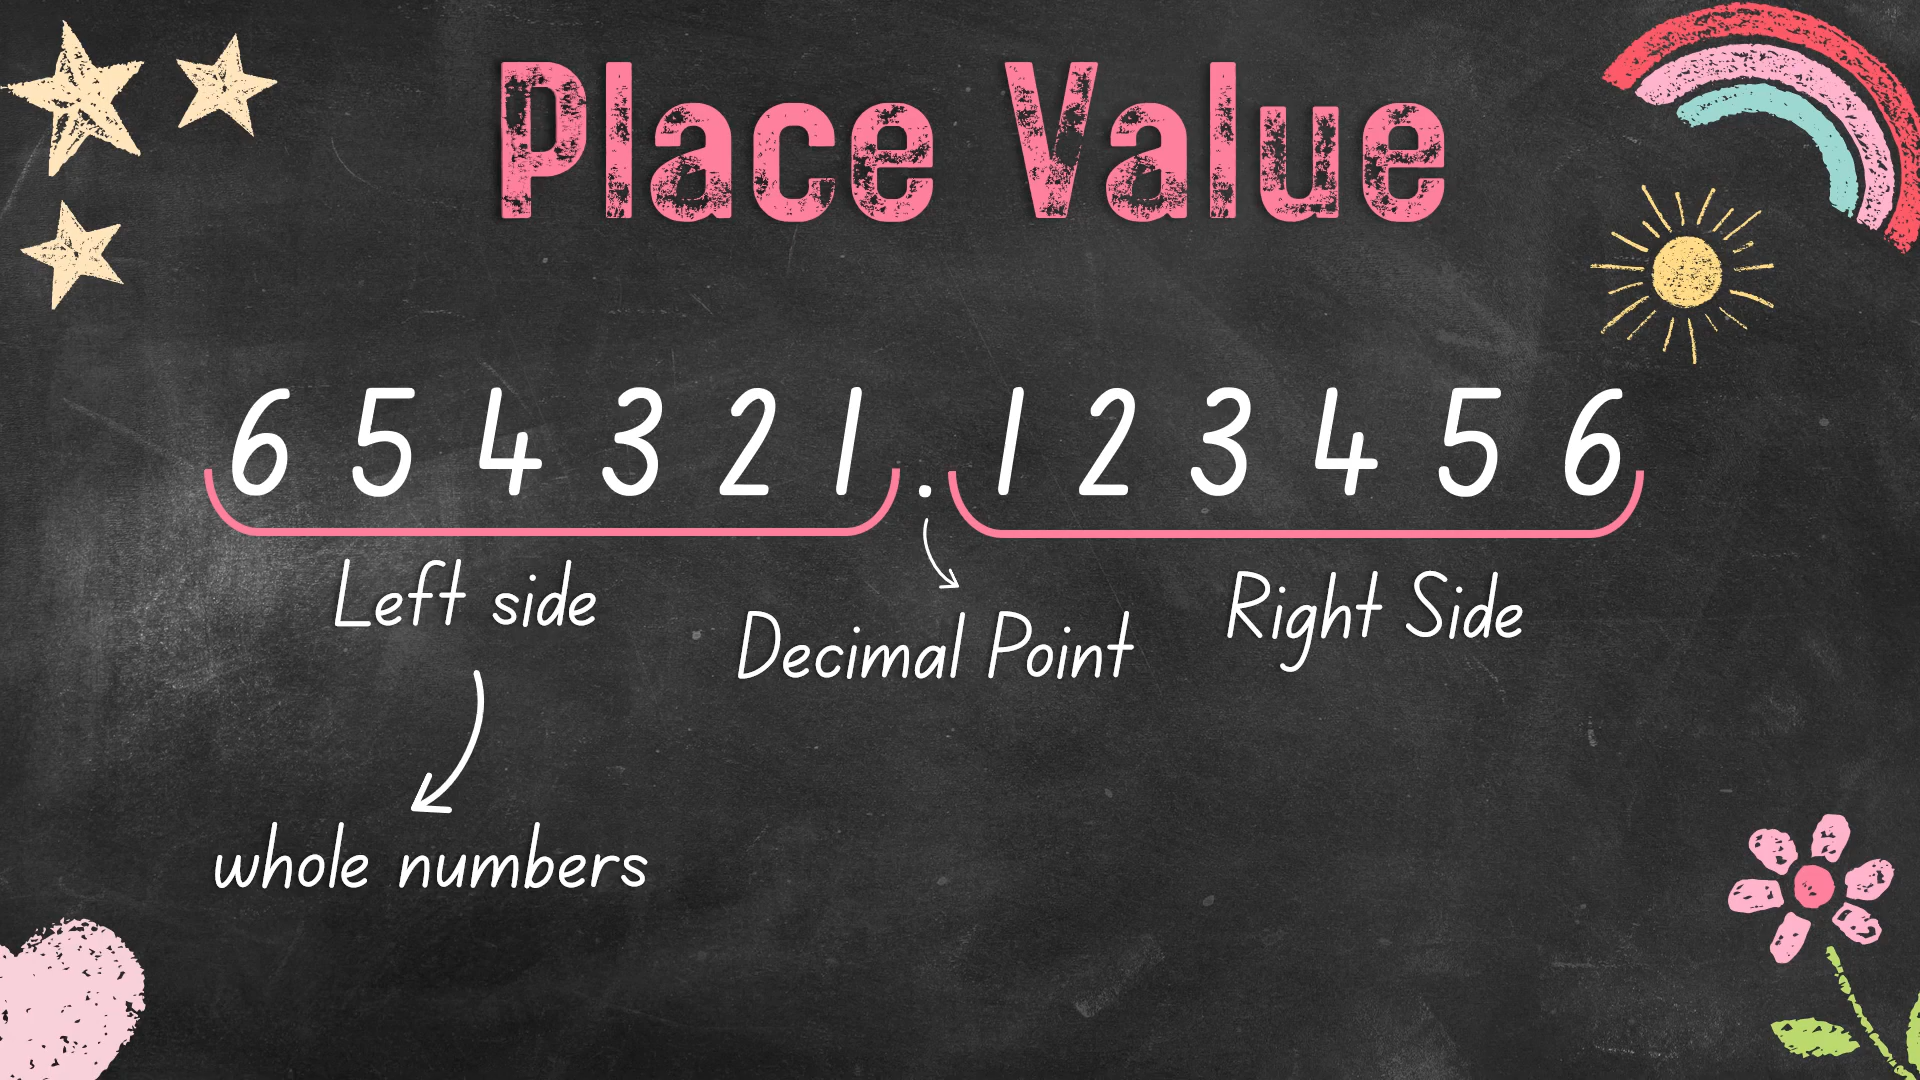 Place Value
6 5 4 3 2 1 . 1 2 3 4 5 6
Left side
Decimal Point
Right Side
whole numbers